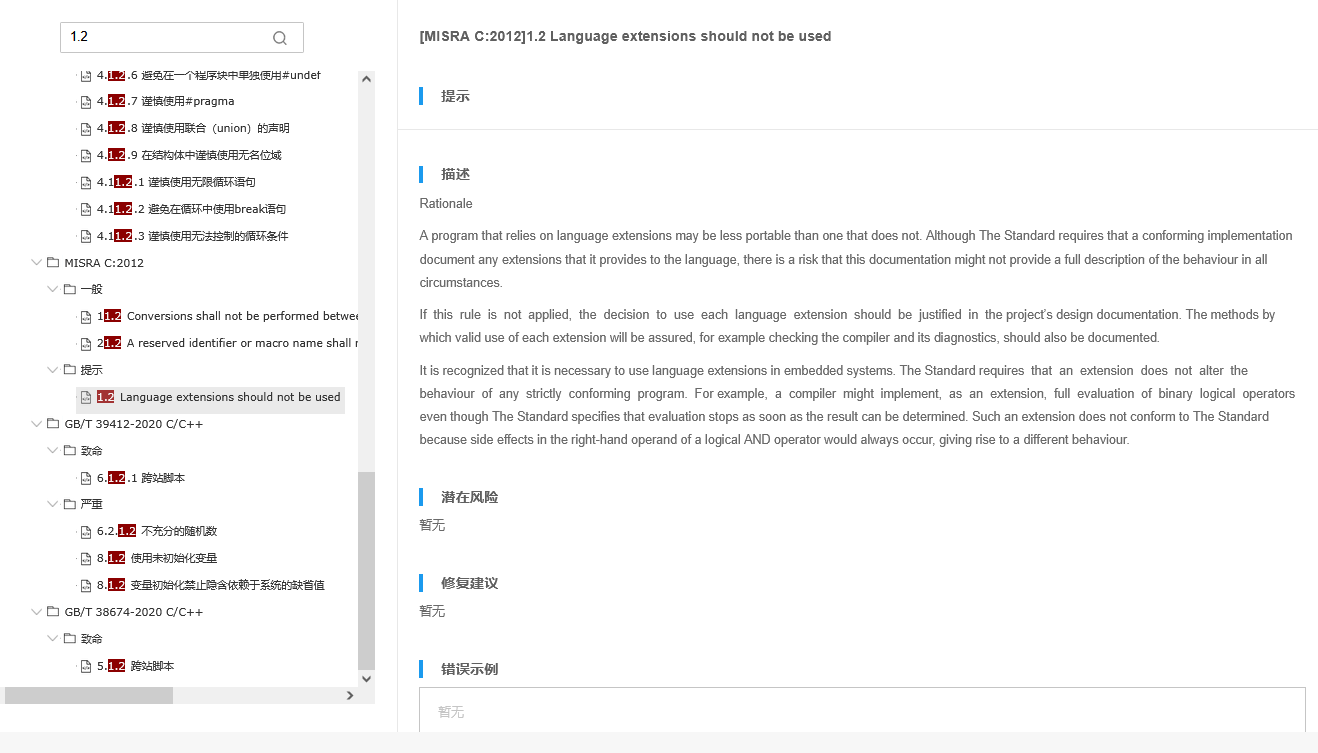 1.2
4.1.2.6 避免在一个程序块中单独使用#undef
4.1.2.7 谨慎使用#pragma
4.1.2.8 谨慎使用联合（union）的声明
4.1.2.9 在结构体中谨慎使用无名位域
4.11.2.1 谨慎使用无限循环语句
4.11.2.2 避免在循环中使用break语句
4.11.2.3 谨慎使用无法控制的循环条件
MISRA C:2012
一般
11.2 Conversions shall not be performed betwee
21.2 A reserved identifier or macro name shall r
提示
1.2 Language extensions should not be used
GB/T 39412-2020 C/C++
致命
6.1.2.1 跨站脚本
严重
6.2.1.2 不充分的随机数
8.1.2 使用未初始化变量
8.1.2 变量初始化禁止隐含依赖于系统的缺省值
GB/T 38674-2020 C/C++
致命
5.1.2 跨站脚本
[MISRA C:2012]1.2 Language extensions should not be used
提示
描述
Rationale
A program that relies on language extensions may be less portable than one that does not. Although The Standard requires that a conforming implementation
document any extensions that it provides to the language, there is a risk that this documentation might not provide a full description of the behaviour in all
circumstances.
If this rule is not applied, the decision to use each language extension should be justified in the project's design documentation. The methods by
which valid use of each extension will be assured, for example checking the compiler and its diagnostics, should also be documented.
It is recognized that it is necessary to use language extensions in embedded systems. The Standard requires that an extension does not alter the
behaviour of any strictly conforming program. For example, a compiler might implement, as an extension, full evaluation of binary logical operators
even though The Standard specifies that evaluation stops as soon as the result can be determined. Such an extension does not conform to The Standard
because side effects in the right-hand operand of a logical AND operator would always occur, giving rise to a different behaviour.
潜在风险
暂无
修复建议
暂无
错误示例
暂无